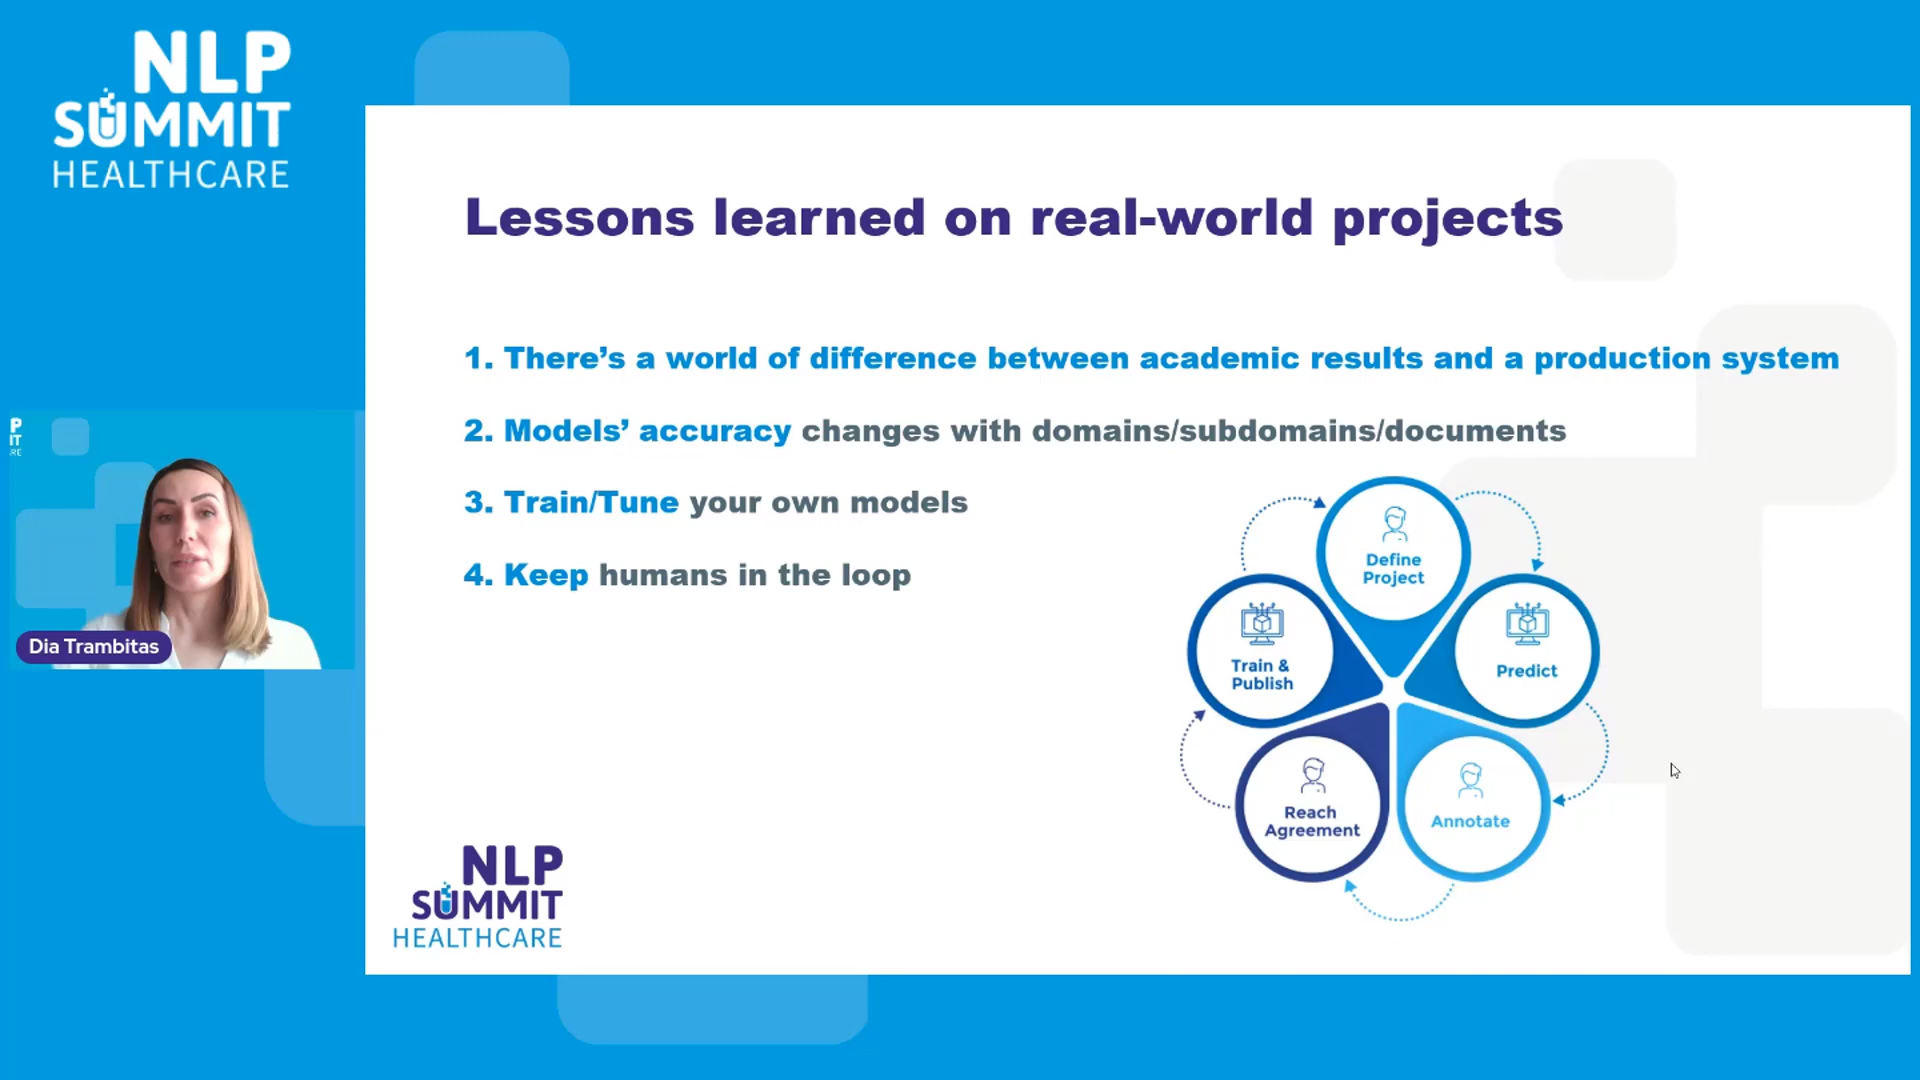 NLP
SUMMIT
HEALTHCARE
Lessons learned on real-world projects
1. There’s a world of difference between academic results and a production system
2. Models’ accuracy changes with domains/subdomains/documents
3. Train/Tune your own models
4. Keep humans in the loop
Define
Project
Predict
Annotate
Reach
Agreement
Train &
Publish
P
IT
RE
Dia Trambitas
NLP
SUMMIT
HEALTHCARE